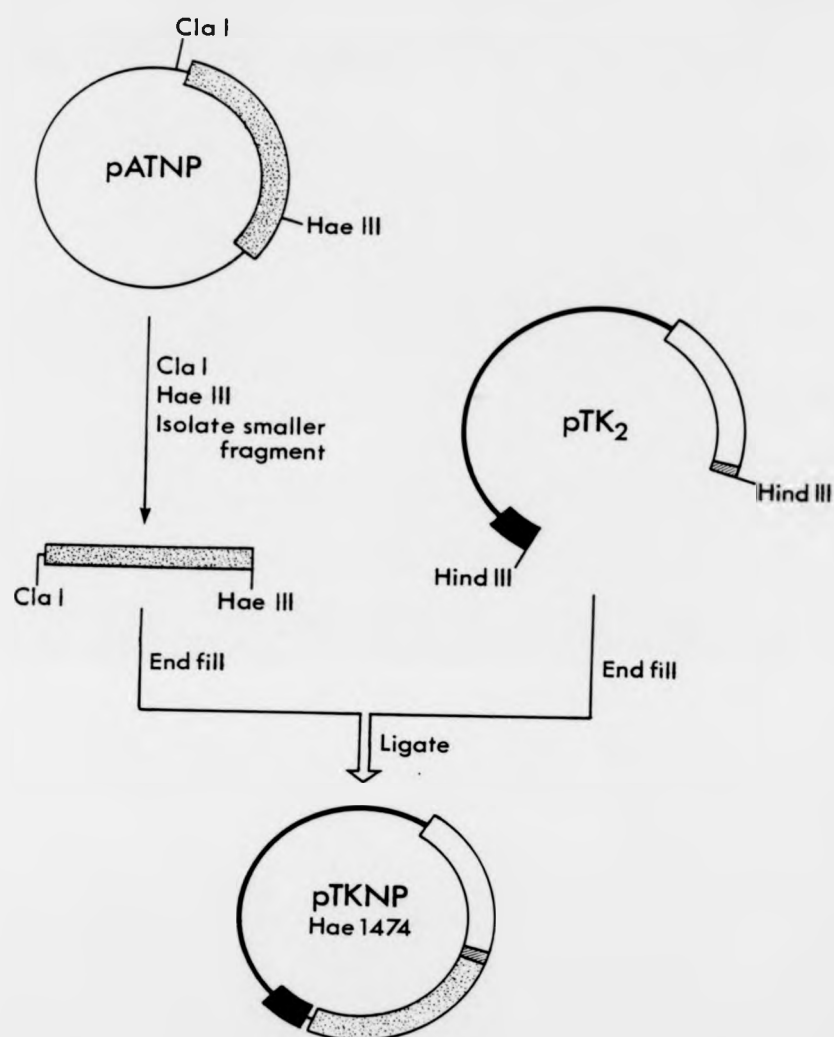 Cla I
pATNP
Hae III
Cla I
Hae III
Isolate smaller
fragment
pTK₂
Hind III
Hind III
Cla I
Hae III
End fill
End fill
Ligate
pTKNP
Hae 1474